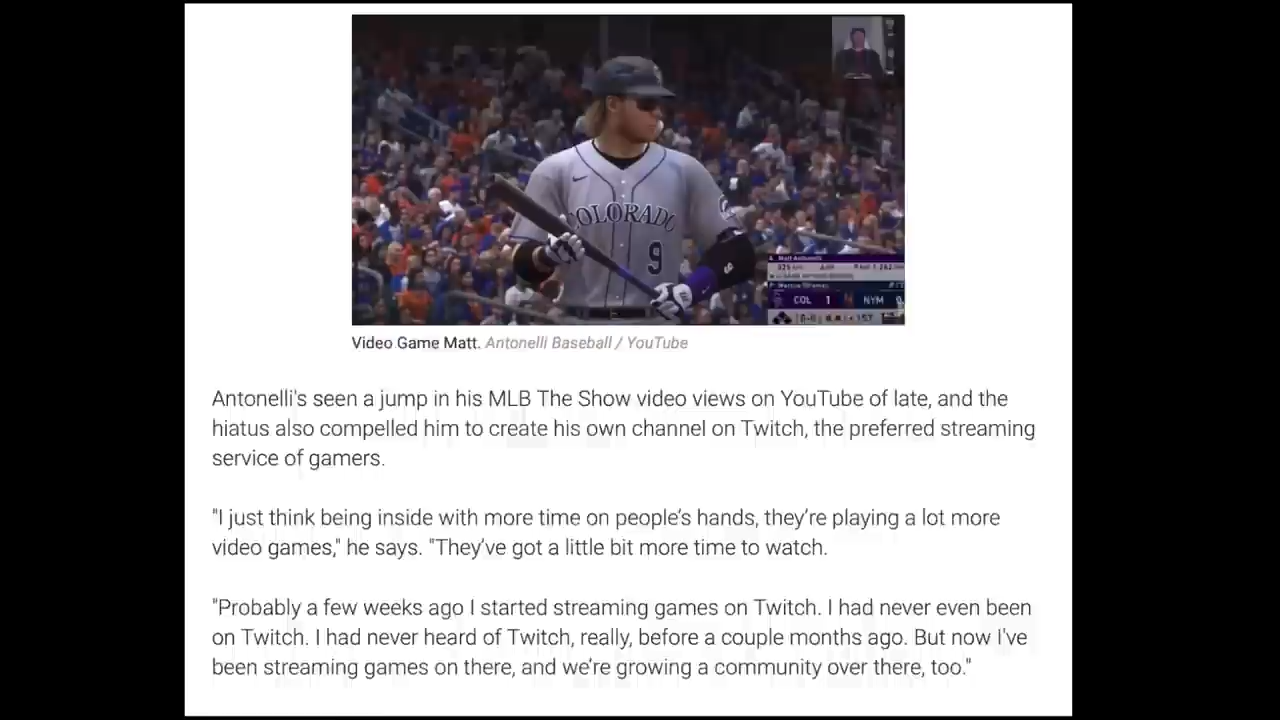 COLORADO
9
Matt Antonelli
COL 1 NYM
Video Game Matt. Antonelli Baseball / YouTube
Antonelli's seen a jump in his MLB The Show video views on YouTube of late, and the
hiatus also compelled him to create his own channel on Twitch, the preferred streaming
service of gamers.
"I just think being inside with more time on people's hands, they're playing a lot more
video games," he says. "They've got a little bit more time to watch.
"Probably a few weeks ago I started streaming games on Twitch. I had never even been
on Twitch. I had never heard of Twitch, really, before a couple months ago. But now I've
been streaming games on there, and we're growing a community over there, too."